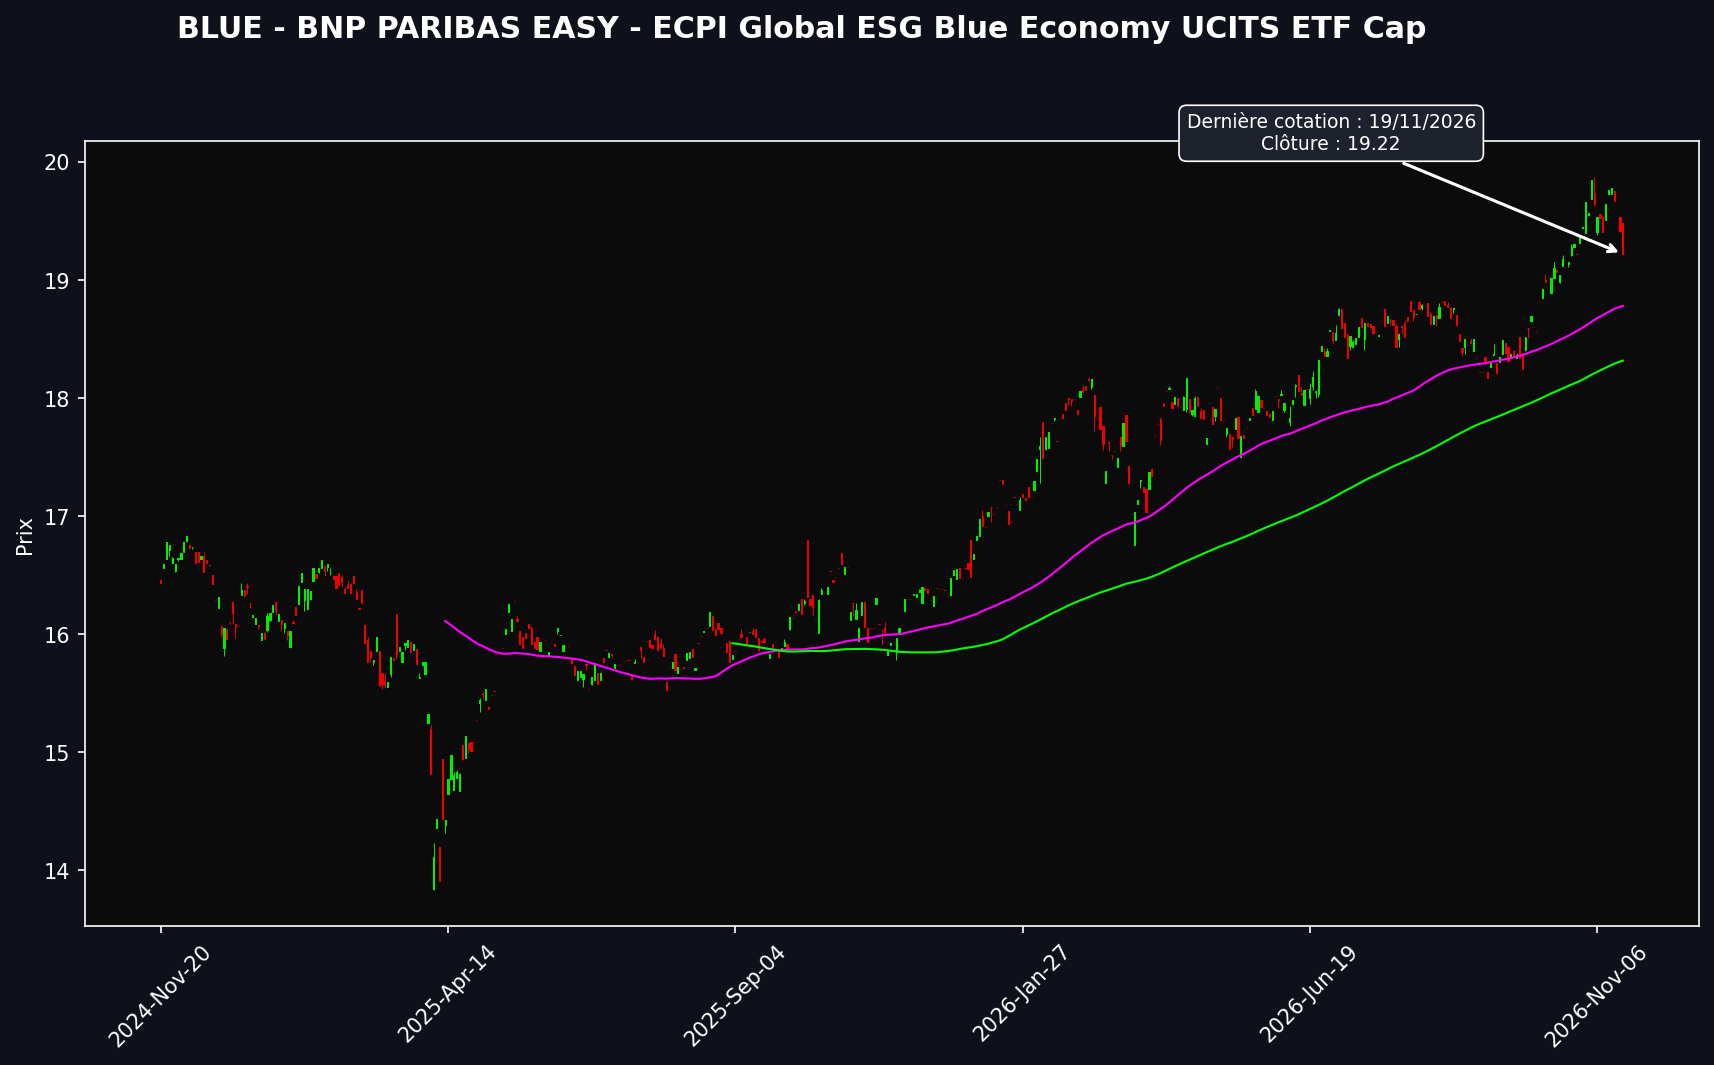 BLUE - BNP PARIBAS EASY - ECPI Global ESG Blue Economy UCITS ETF Cap
Dernière cotation : 19/11/2026
Clôture : 19.22
Prix
20
19
18
17
16
15
14
2024-Nov-20
2025-Apr-14
2025-Sep-04
2026-Jan-27
2026-Jun-19
2026-Nov-06